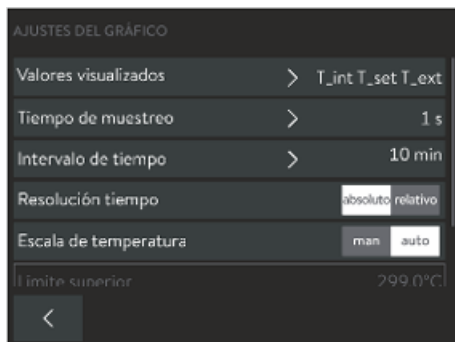 AJUSTES DEL GRÁFICO
Valores visualizados > T_int T_set T_ext
Tiempo de muestreo > 1 s
Intervalo de tiempo > 10 min
Resolución tiempo absoluto relativo
Escala de temperatura man auto
Límite superior 299.0°C
<